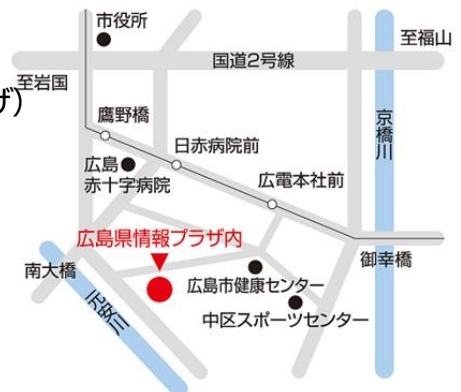 市役所
至福山
国道2号線
至岩国
ザ)
鷹野橋
京橋川
日赤病院前
広島
赤十字病院
広電本社前
広島県情報プラザ内
御幸橋
南大橋
広島市健康センター
元安川
中区スポーツセンター